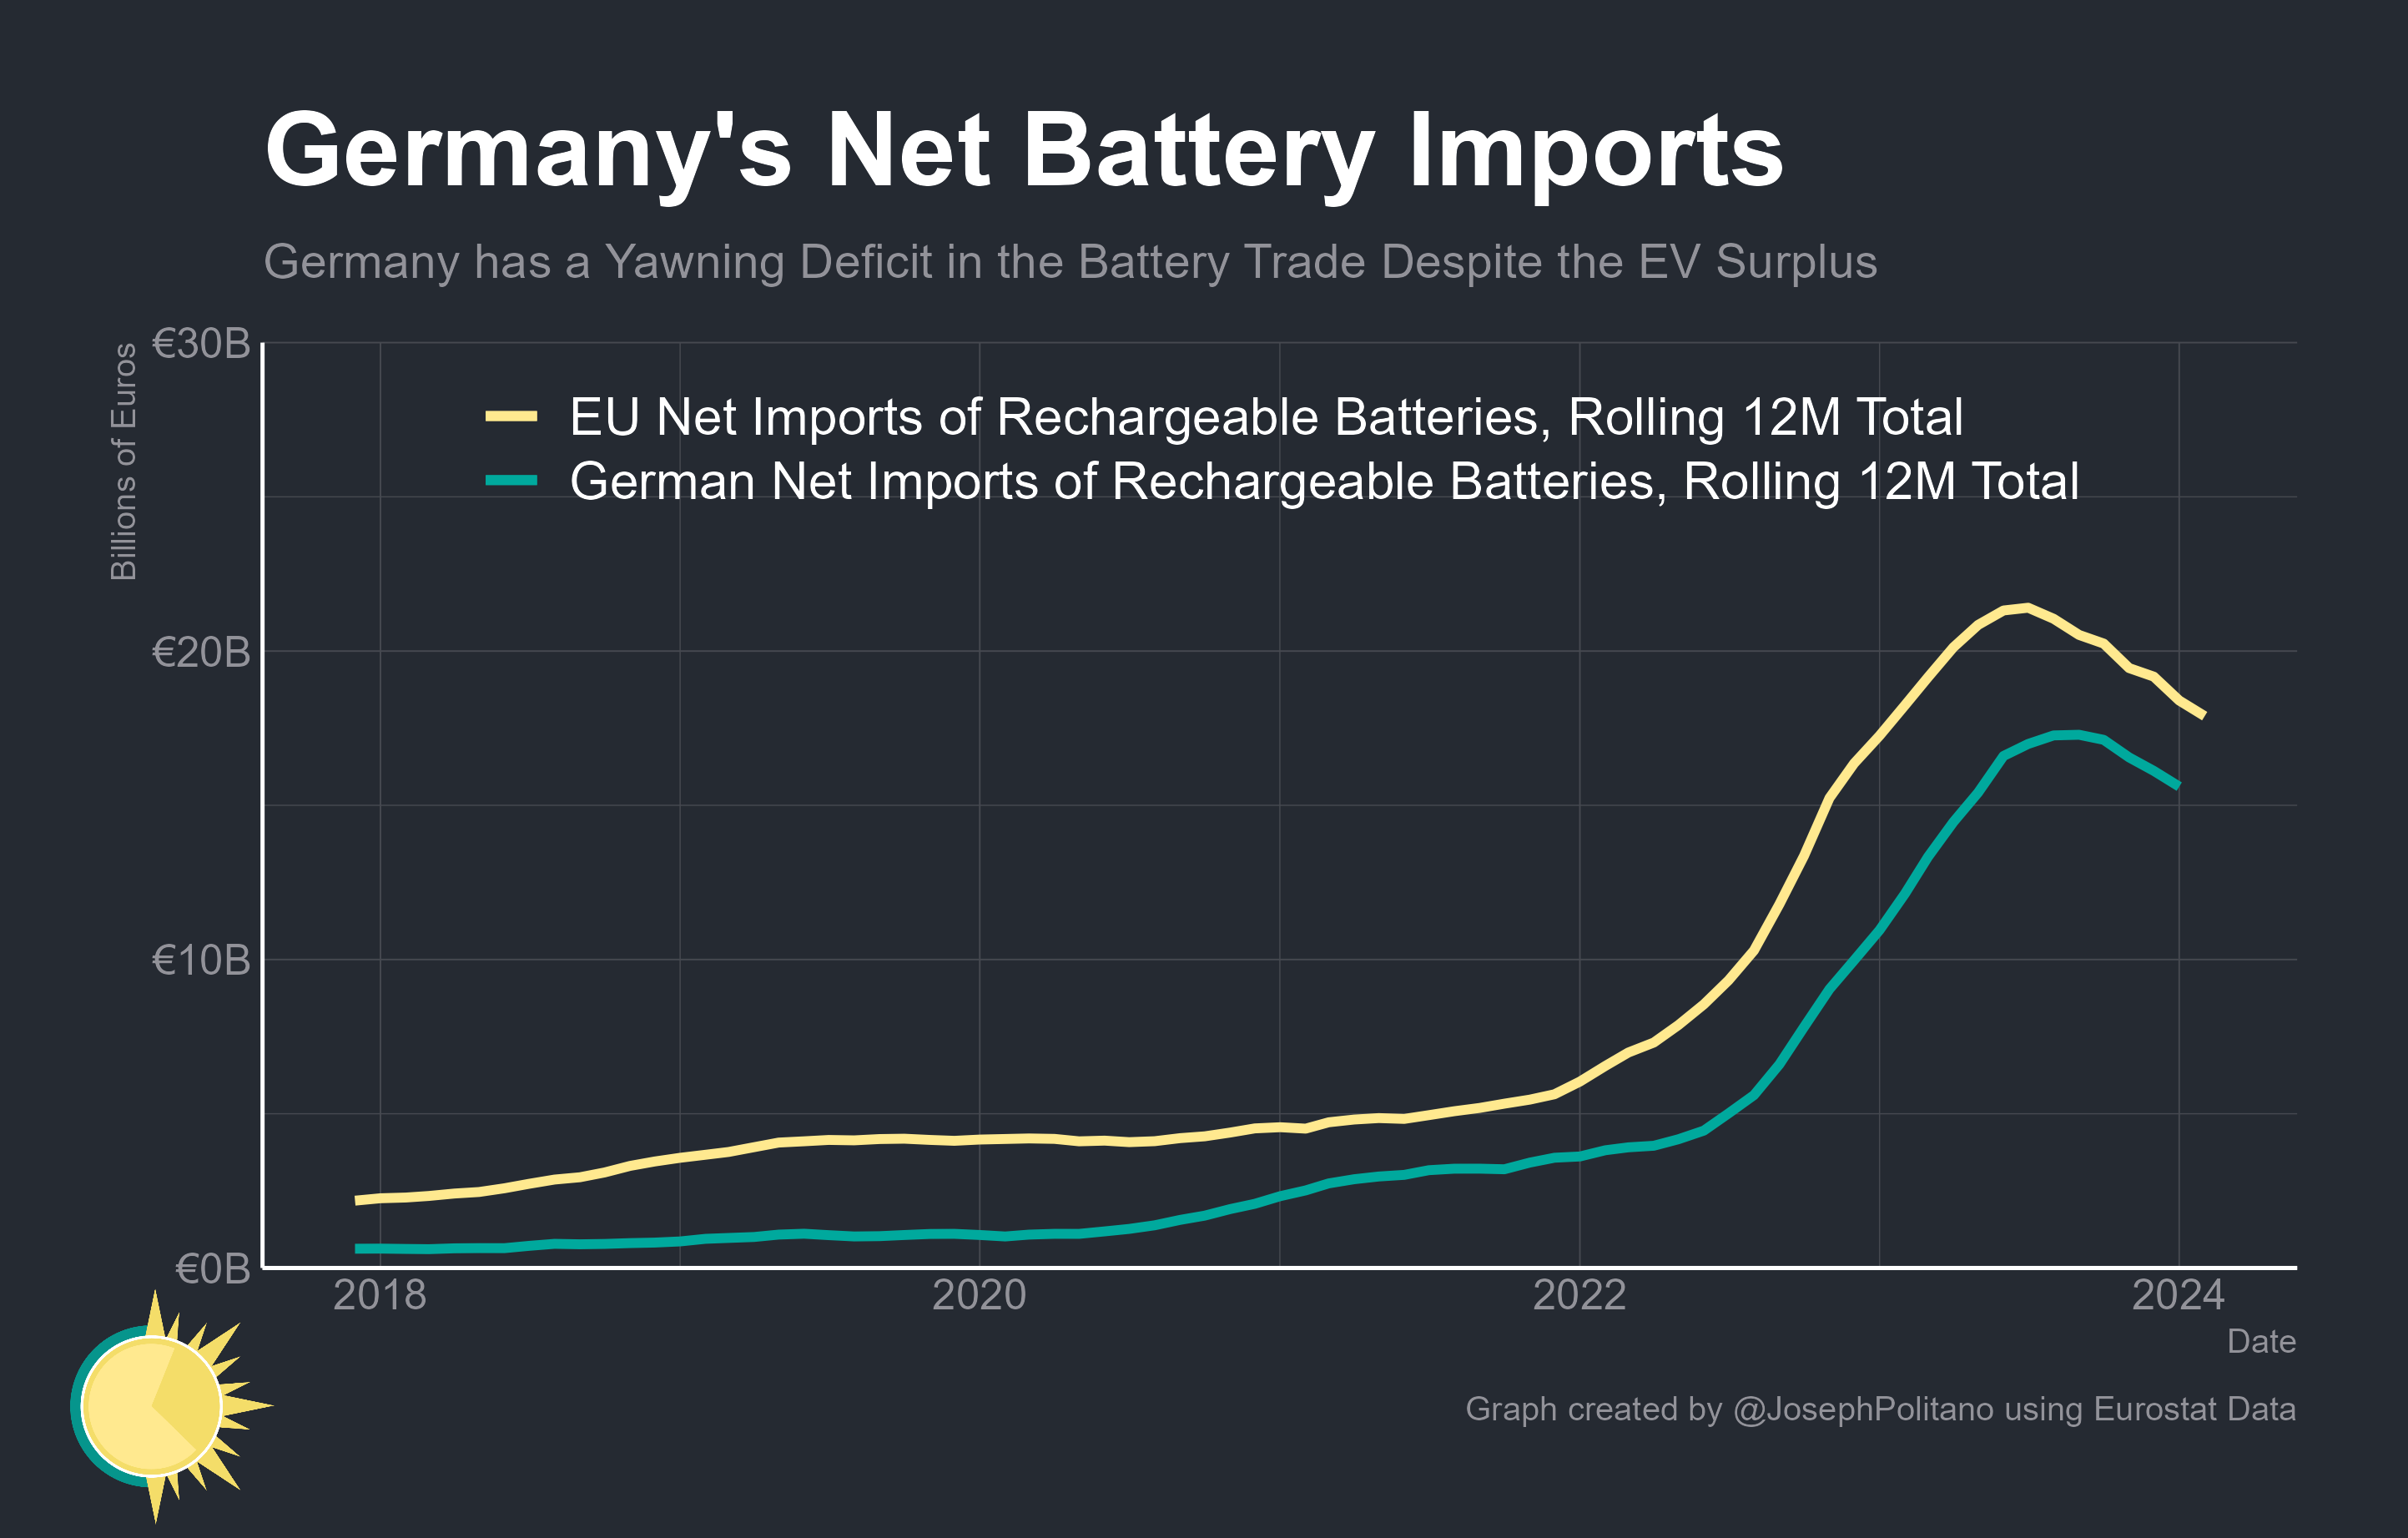 Germany's Net Battery Imports
Germany has a Yawning Deficit in the Battery Trade Despite the EV Surplus
Billions of Euros
€30B
€20B
€10B
€0B
EU Net Imports of Rechargeable Batteries, Rolling 12M Total
German Net Imports of Rechargeable Batteries, Rolling 12M Total
2018 2020 2022 2024
Date
Graph created by @JosephPolitano using Eurostat Data